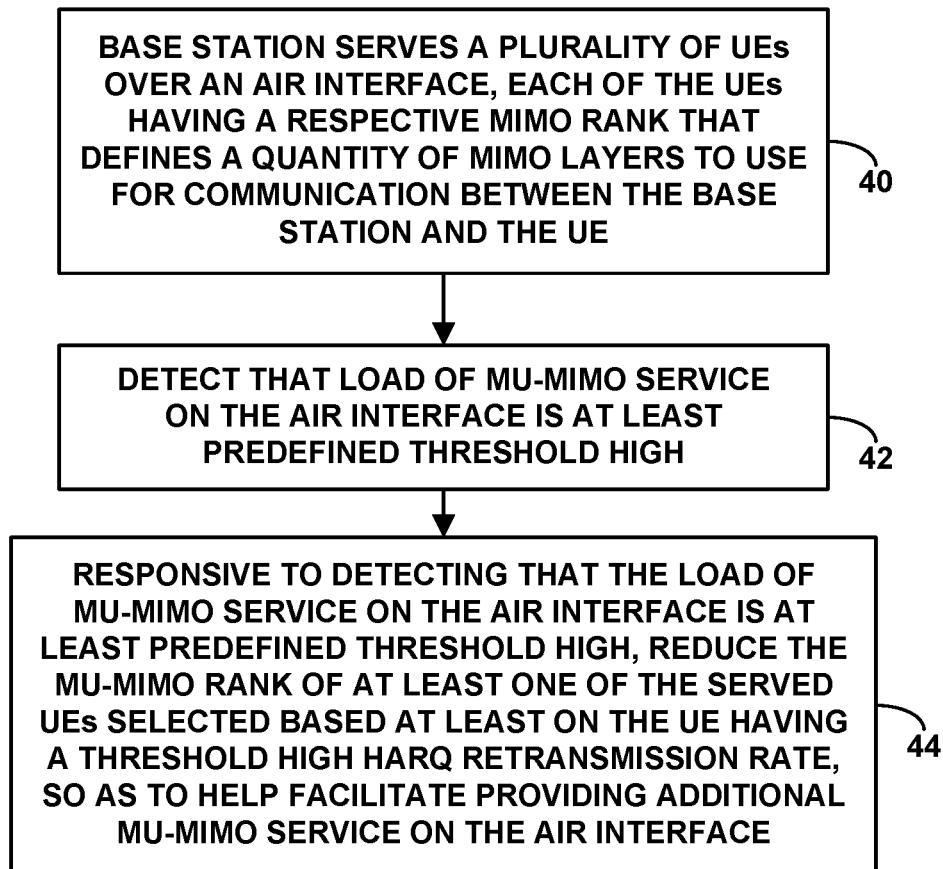 BASE STATION SERVES A PLURALITY OF UEs
OVER AN AIR INTERFACE, EACH OF THE UEs
HAVING A RESPECTIVE MIMO RANK THAT
DEFINES A QUANTITY OF MIMO LAYERS TO USE
FOR COMMUNICATION BETWEEN THE BASE
STATION AND THE UE
40
DETECT THAT LOAD OF MU-MIMO SERVICE
ON THE AIR INTERFACE IS AT LEAST
PREDEFINED THRESHOLD HIGH
42
RESPONSIVE TO DETECTING THAT THE LOAD OF
MU-MIMO SERVICE ON THE AIR INTERFACE IS AT
LEAST PREDEFINED THRESHOLD HIGH, REDUCE THE
MU-MIMO RANK OF AT LEAST ONE OF THE SERVED
UEs SELECTED BASED AT LEAST ON THE UE HAVING
A THRESHOLD HIGH HARQ RETRANSMISSION RATE,
SO AS TO HELP FACILITATE PROVIDING ADDITIONAL
MU-MIMO SERVICE ON THE AIR INTERFACE
44